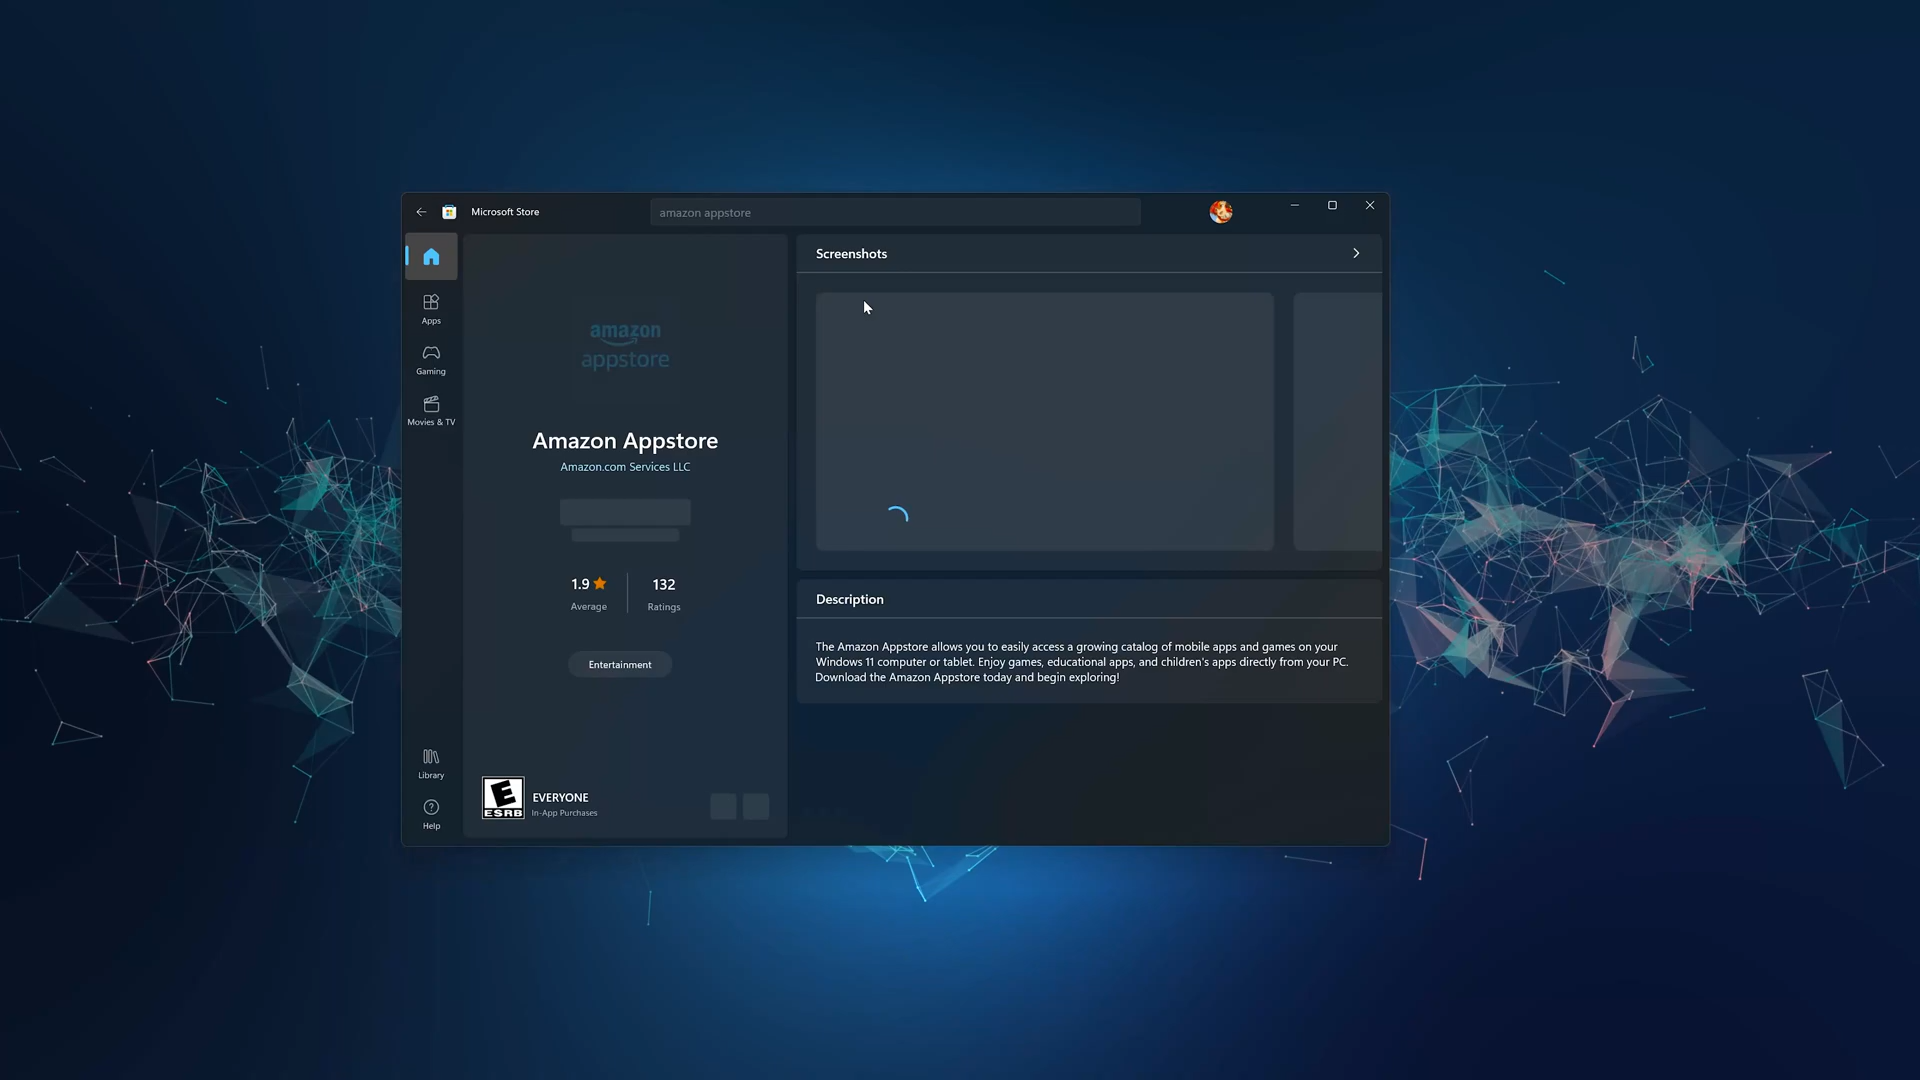 Microsoft Store
amazon appstore
Apps
Gaming
Movies & TV
Library
Help
amazon
appstore
Amazon Appstore
Amazon.com Services LLC
1.9
Average
132
Ratings
Entertainment
E
ESRB
EVERYONE
In-App Purchases
Screenshots
Description
The Amazon Appstore allows you to easily access a growing catalog of mobile apps and games on your
Windows 11 computer or tablet. Enjoy games, educational apps, and children's apps directly from your PC.
Download the Amazon Appstore today and begin exploring!